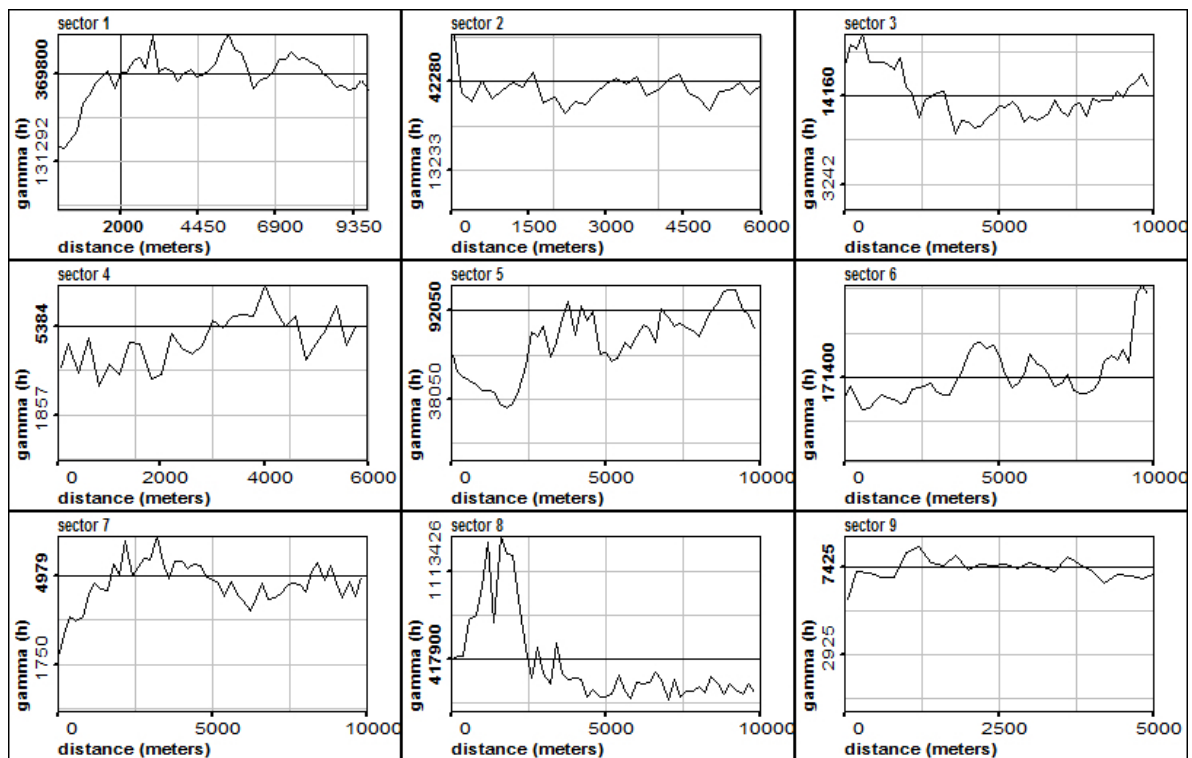 sector 1
gamma (h)
369800
131292
2000 4450 6900 9350
distance (meters)
sector 2
gamma (h)
42280
13233
0 1500 3000 4500 6000
distance (meters)
sector 3
gamma (h)
14160
3242
0 5000 10000
distance (meters)
sector 4
gamma (h)
5384
1857
0 2000 4000 6000
distance (meters)
sector 5
gamma (h)
92050
38050
0 5000 10000
distance (meters)
sector 6
gamma (h)
171400
0 5000 10000
distance (meters)
sector 7
gamma (h)
4979
1750
0 5000 10000
distance (meters)
sector 8
gamma (h)
1113426
417900
0 5000 10000
distance (meters)
sector 9
gamma (h)
7425
2925
0 2500 5000
distance (meters)